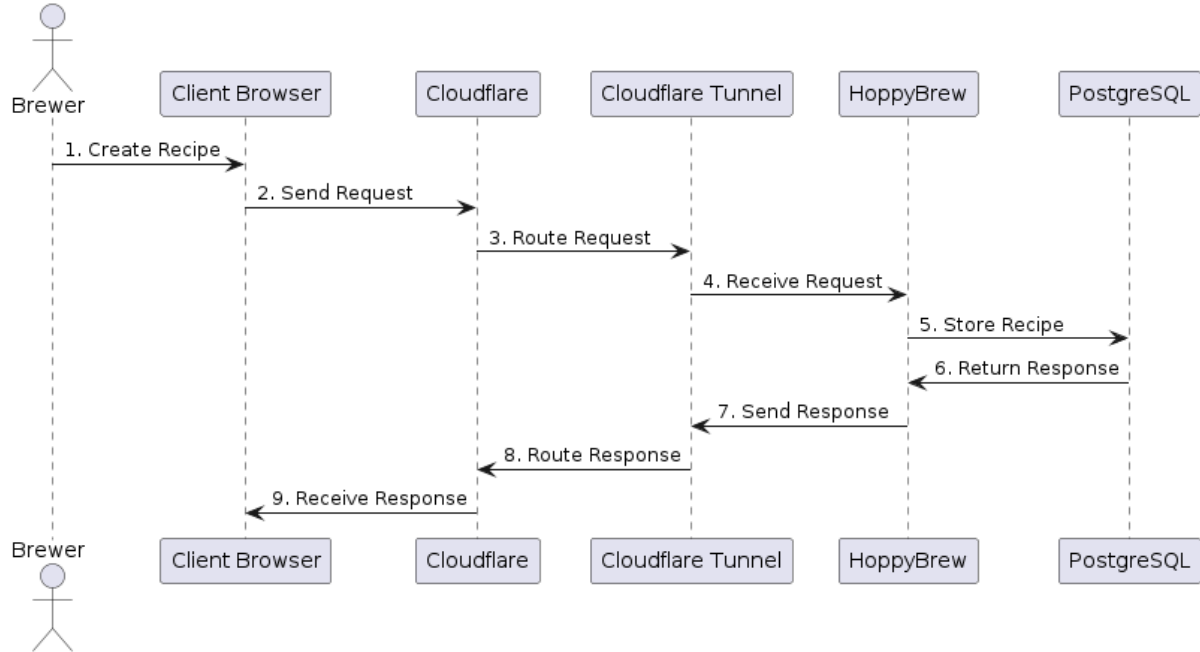 Brewer
Client Browser
Cloudflare
Cloudflare Tunnel
HoppyBrew
PostgreSQL
1. Create Recipe
2. Send Request
3. Route Request
4. Receive Request
5. Store Recipe
6. Return Response
7. Send Response
8. Route Response
9. Receive Response
Brewer
Client Browser
Cloudflare
Cloudflare Tunnel
HoppyBrew
PostgreSQL